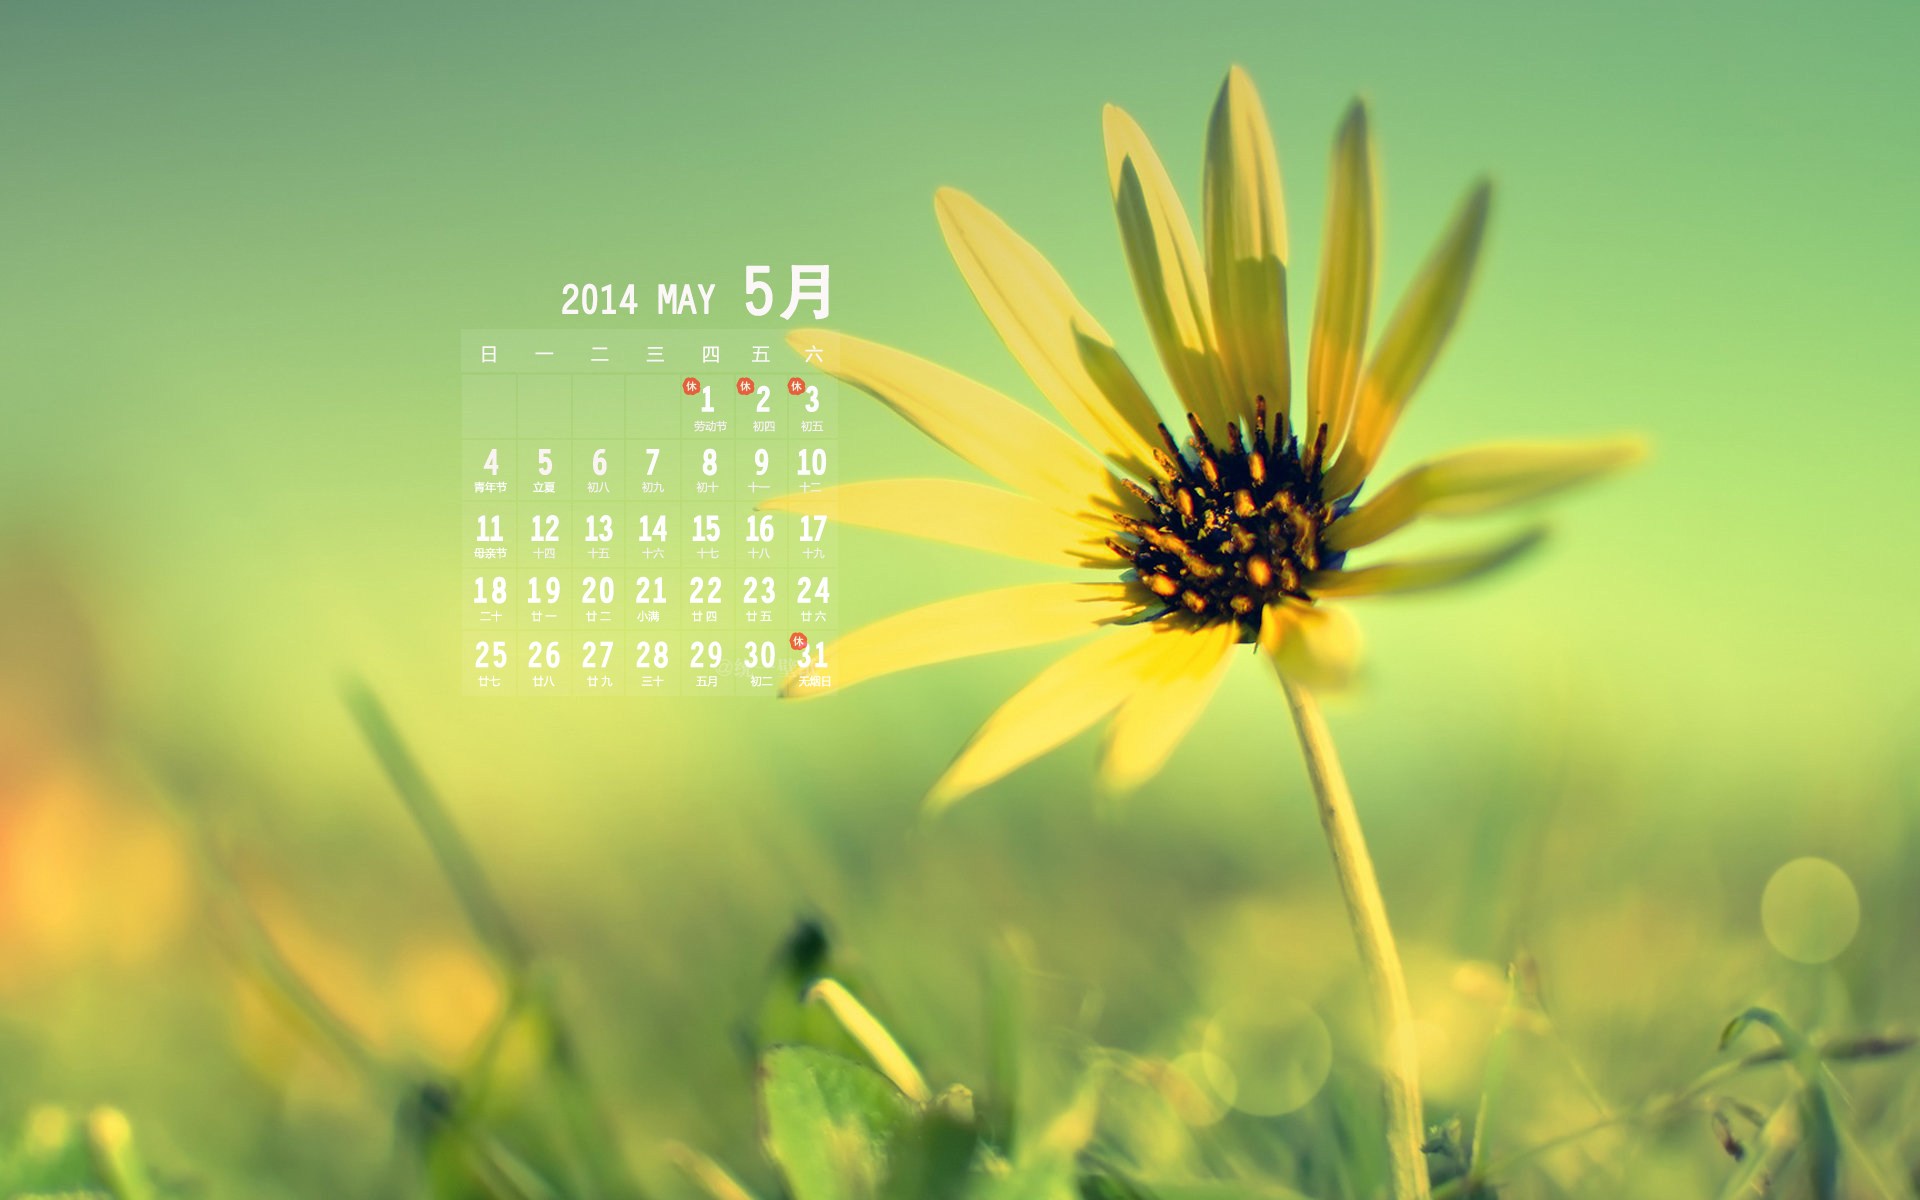 2014 MAY 5月
日 一 二 三 四 五 六
休 休 休
1 2 3
劳动节 初四 初五
4 5 6 7 8 9 10
青年节 立夏 初八 初九 初十 十一 十二
11 12 13 14 15 16 17
母亲节 十四 十五 十六 十七 十八 十九
18 19 20 21 22 23 24
二十 廿一 廿二 小满 廿四 廿五 廿六
休
25 26 27 28 29 30 31
廿七 廿八 廿九 三十 五月 初二 无烟日